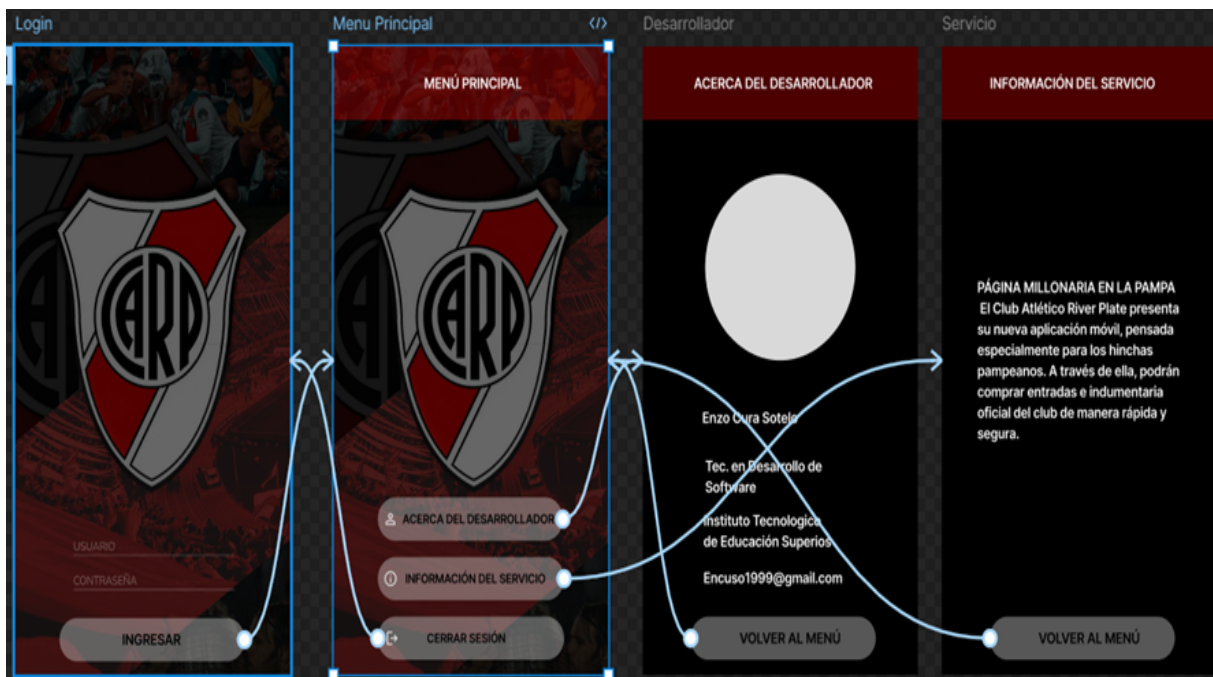 Login
USUARIO
CONTRASEÑA
INGRESAR
Menu Principal </>
MENÚ PRINCIPAL
CARP
ACERCA DEL DESARROLLADOR
INFORMACIÓN DEL SERVICIO
CERRAR SESIÓN
Desarrollador
ACERCA DEL DESARROLLADOR
Enzo Cura Sotelo
Tec. en Desarrollo de
Software
Instituto Tecnologico
de Educación Superios
Encuso1999@gmail.com
VOLVER AL MENÚ
Servicio
INFORMACIÓN DEL SERVICIO
PÁGINA MILLONARIA EN LA PAMPA
El Club Atlético River Plate presenta
su nueva aplicación móvil, pensada
especialmente para los hinchas
pampeanos. A través de ella, podrán
comprar entradas e indumentaria
oficial del club de manera rápida y
segura.
VOLVER AL MENÚ